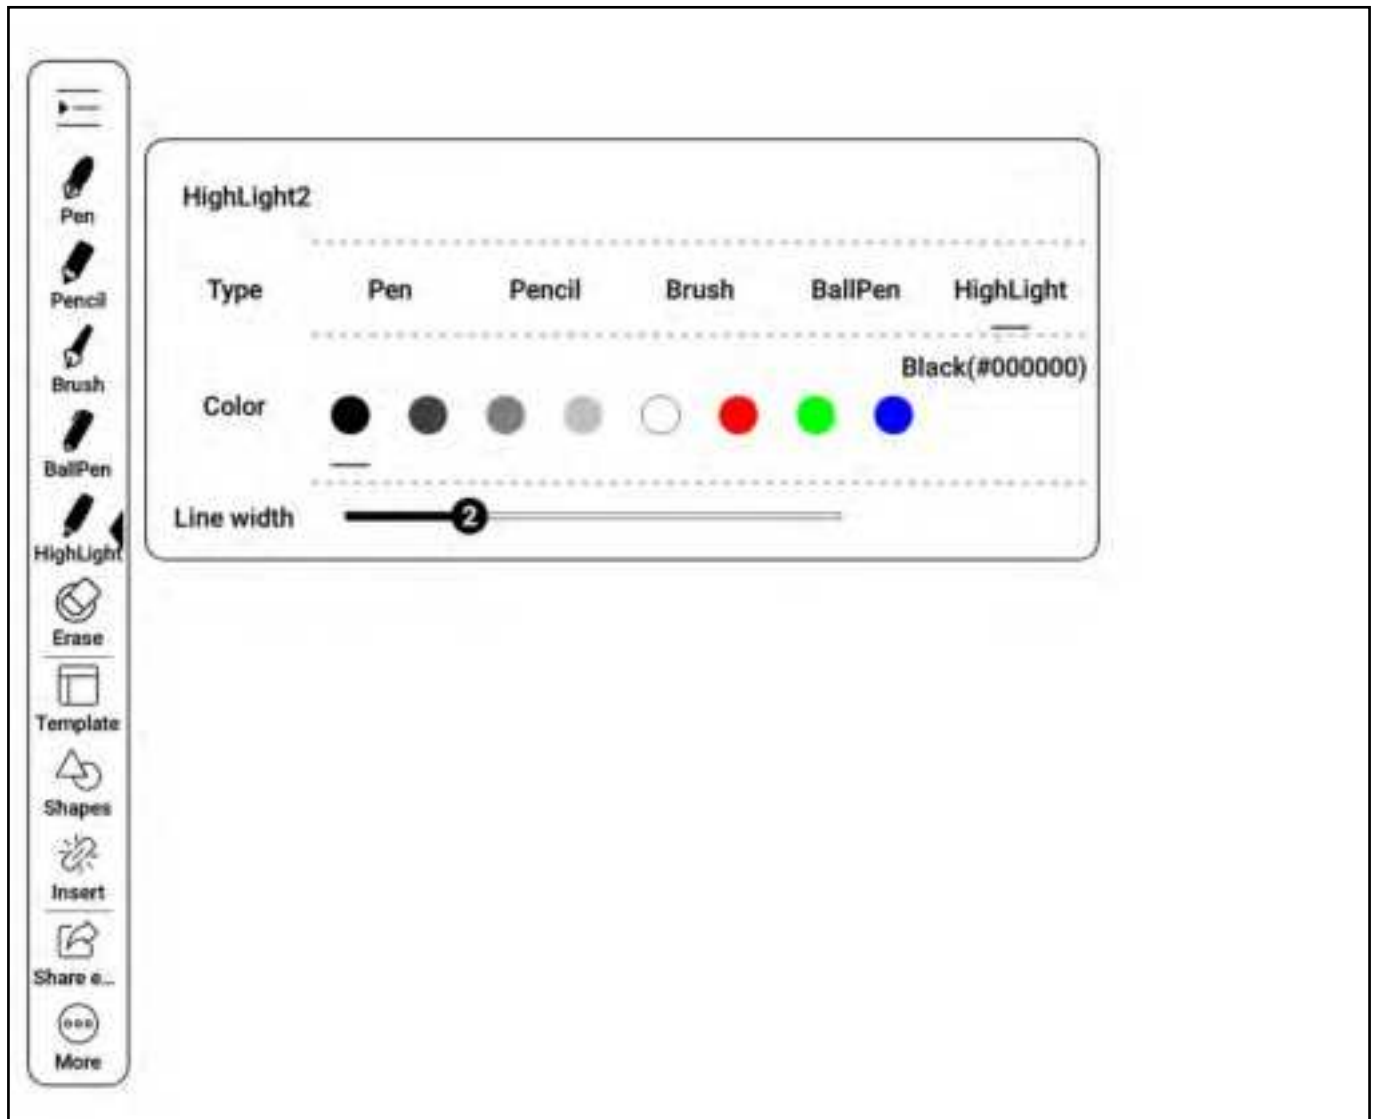 Pen
Pencil
Brush
BallPen
HighLight
Erase
Template
Shapes
Insert
Share e...
More
HighLight2
Type Pen Pencil Brush BallPen HighLight
Black(#000000)
Color
Line width 2